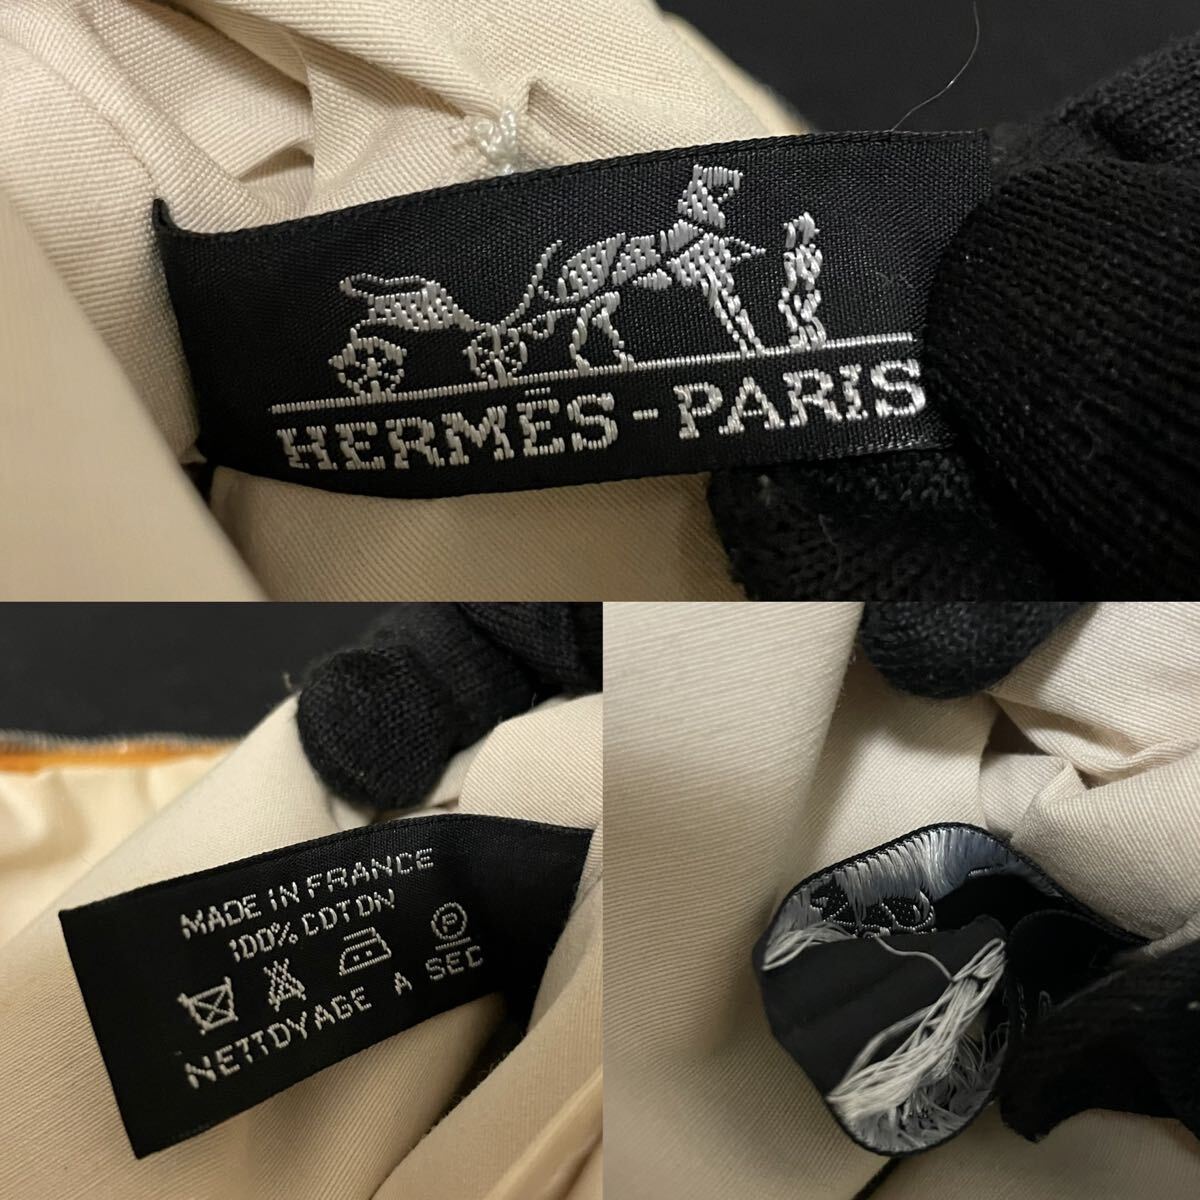 HERMÈS-PARIS
MADE IN FRANCE
100% COTON
P
NETTOYAGE A SEC